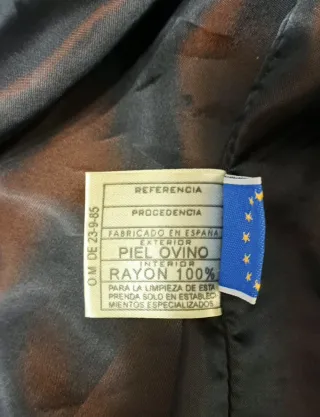 REFERENCIA
PROCEDENCIA
FABRICADO EN ESPAÑA
EXTERIOR
PIEL OVINO
INTERIOR
RAYON 100%
PARA LA LIMPIEZA DE ESTA
PRENDA SOLO EN ESTABLECI
MIENTOS ESPECIALIZADOS
O M DE 23-9-85